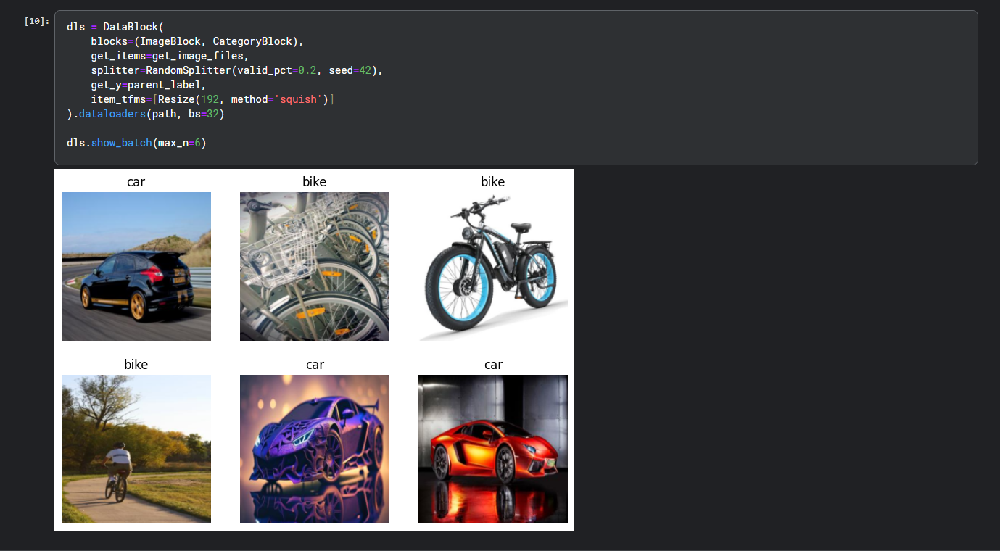 [10]:
dls = DataBlock(
    blocks=(ImageBlock, CategoryBlock),
    get_items=get_image_files,
    splitter=RandomSplitter(valid_pct=0.2, seed=42),
    get_y=parent_label,
    item_tfms=[Resize(192, method='squish')]
).dataloaders(path, bs=32)
dls.show_batch(max_n=6)
car bike bike
bike car car